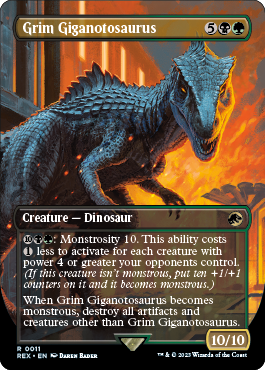 Grim Giganotosaurus 5
Creature — Dinosaur
10: Monstrosity 10. This ability costs
1 less to activate for each creature with
power 4 or greater your opponents control.
(If this creature isn't monstrous, put ten +1/+1
counters on it and it becomes monstrous.)
When Grim Giganotosaurus becomes
monstrous, destroy all artifacts and
creatures other than Grim Giganotosaurus.
10/10
R 0011
REX • EN DAREN BADER
™ & © 2023 Wizards of the Coast